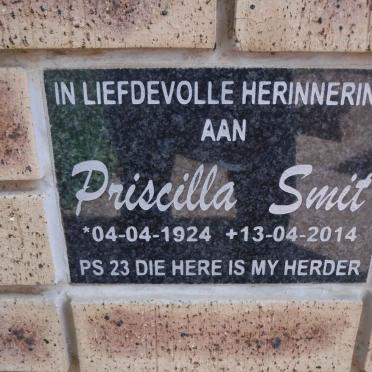 IN LIEFDEVOLLE HERINNERIN
AAN
Priscilla Smit
*04-04-1924 +13-04-2014
PS 23 DIE HERE IS MY HERDER